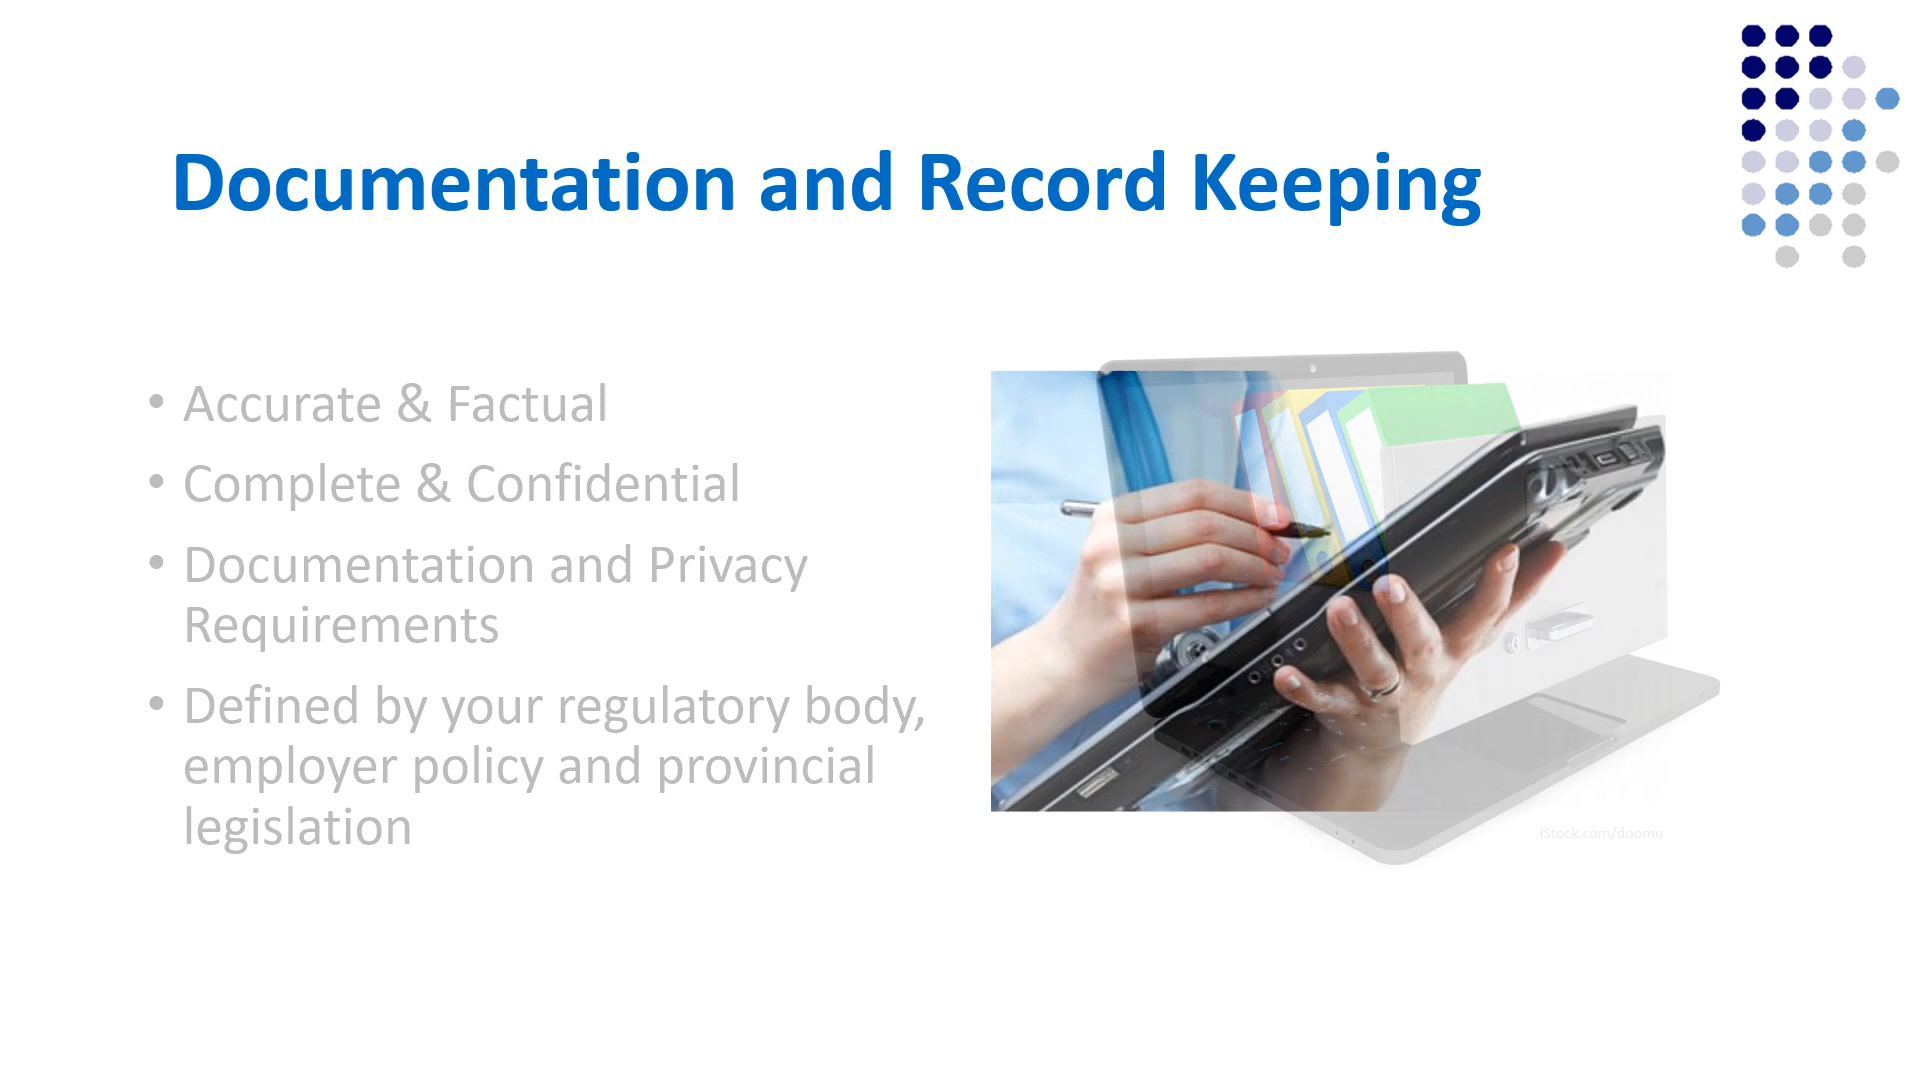 Documentation and Record Keeping
• Accurate & Factual
• Complete & Confidential
• Documentation and Privacy
Requirements
• Defined by your regulatory body,
employer policy and provincial
legislation
iStock.com/doomu